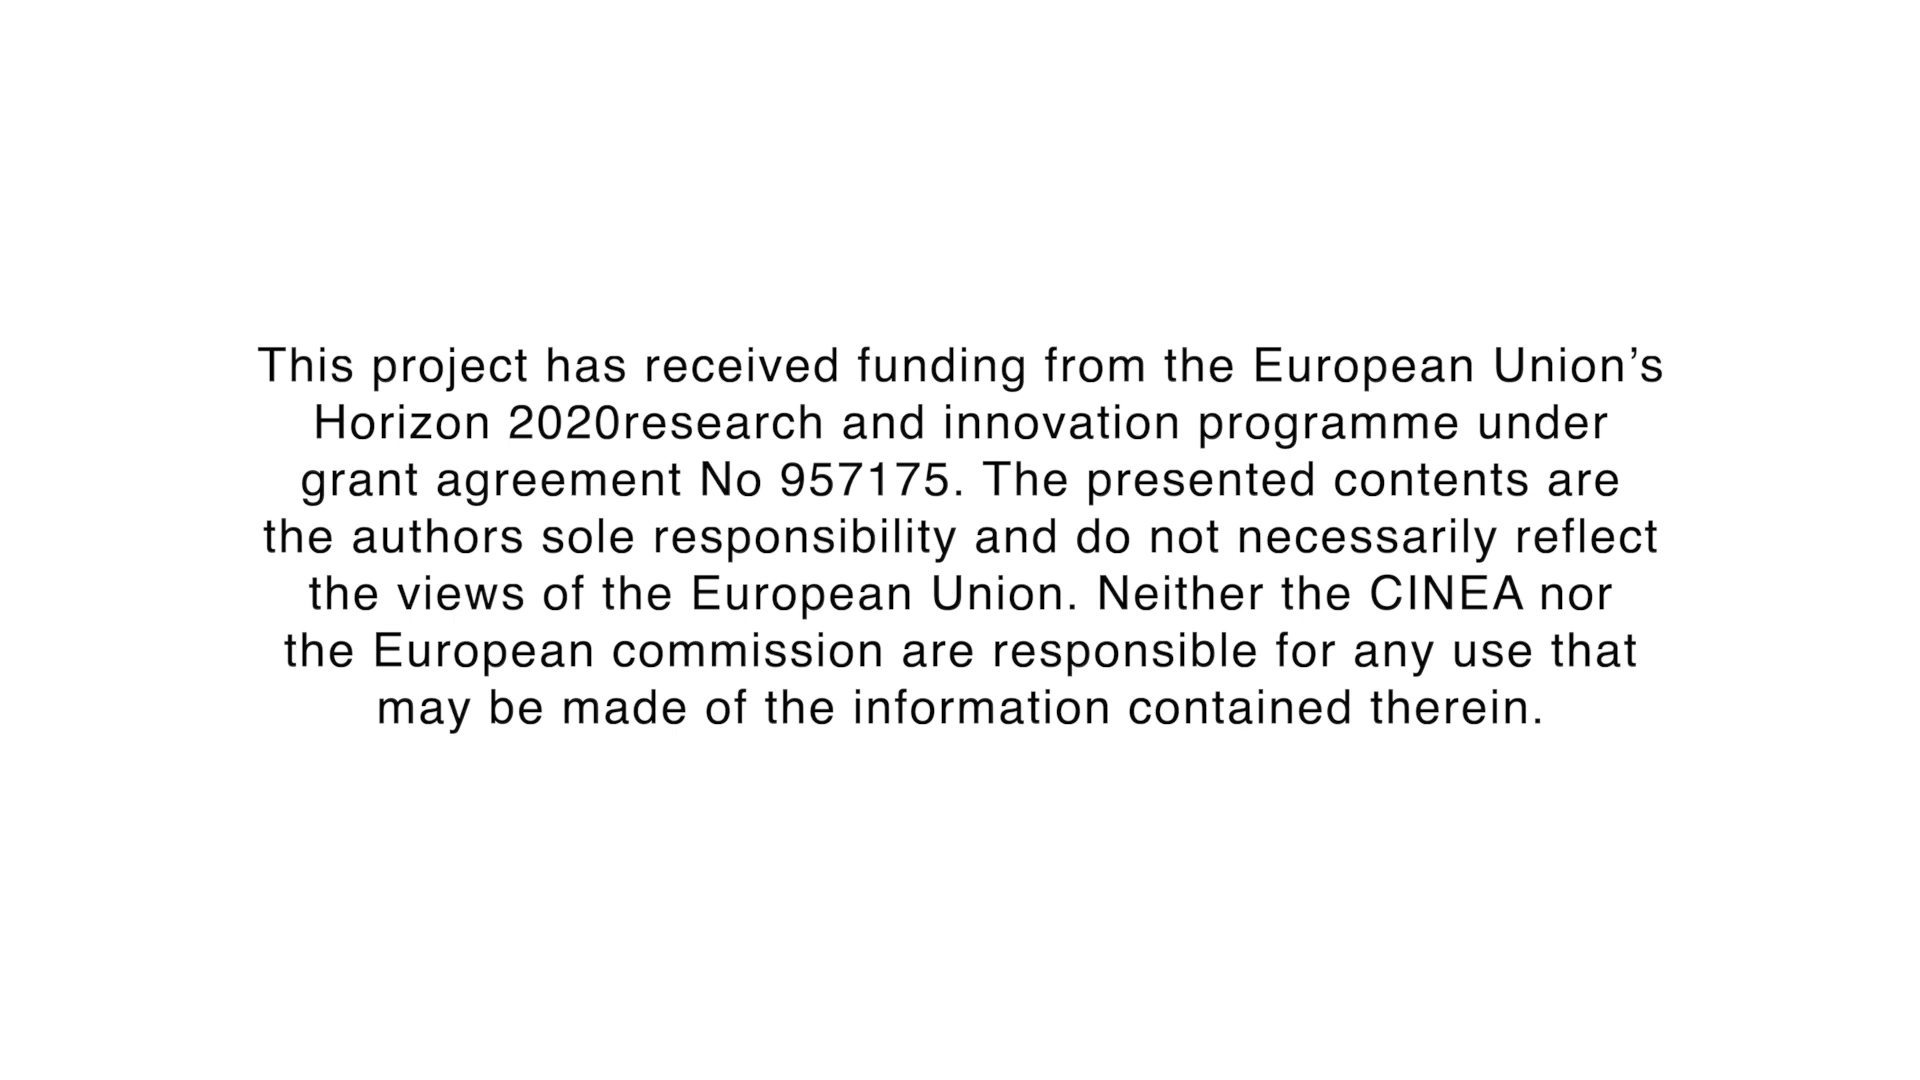 This project has received funding from the European Union’s
Horizon 2020research and innovation programme under
grant agreement No 957175. The presented contents are
the authors sole responsibility and do not necessarily reflect
the views of the European Union. Neither the CINEA nor
the European commission are responsible for any use that
may be made of the information contained therein.